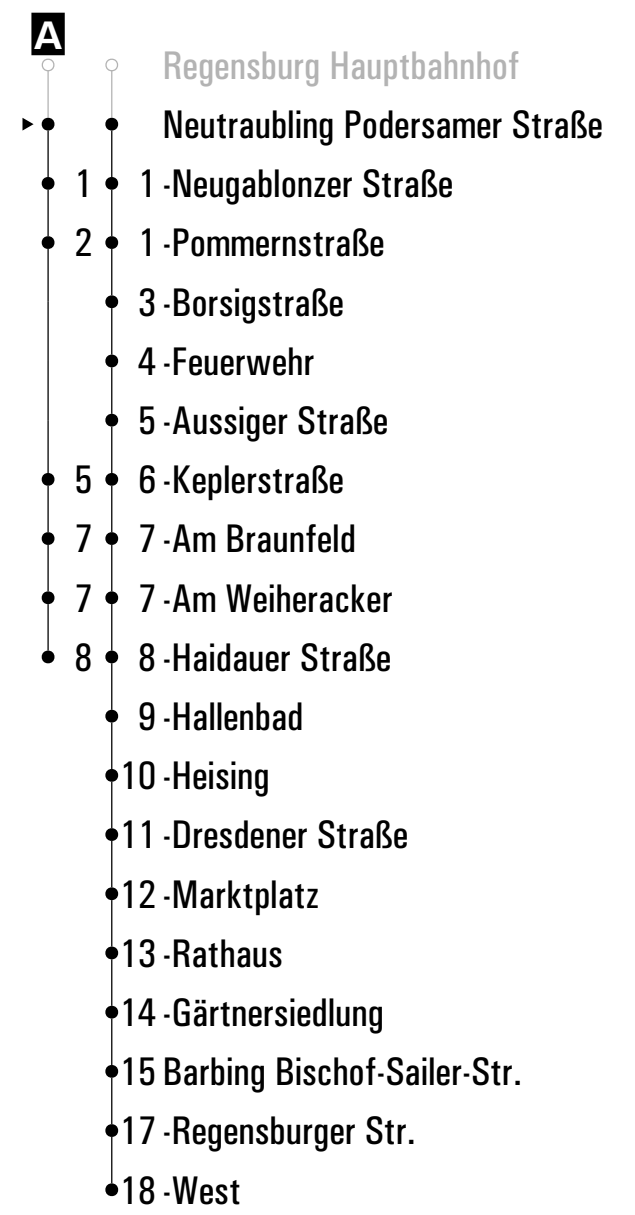 A
Regensburg Hauptbahnhof
Neutraubling Podersamer Straße
1 1 -Neugablonzer Straße
2 1 -Pommernstraße
3 -Borsigstraße
4 -Feuerwehr
5 -Aussiger Straße
5 6 -Keplerstraße
7 7 -Am Braunfeld
7 7 -Am Weiheracker
8 8 -Haidauer Straße
9 -Hallenbad
10 -Heising
11 -Dresdener Straße
12 -Marktplatz
13 -Rathaus
14 -Gärtnersiedlung
15 Barbing Bischof-Sailer-Str.
17 -Regensburger Str.
18 -West